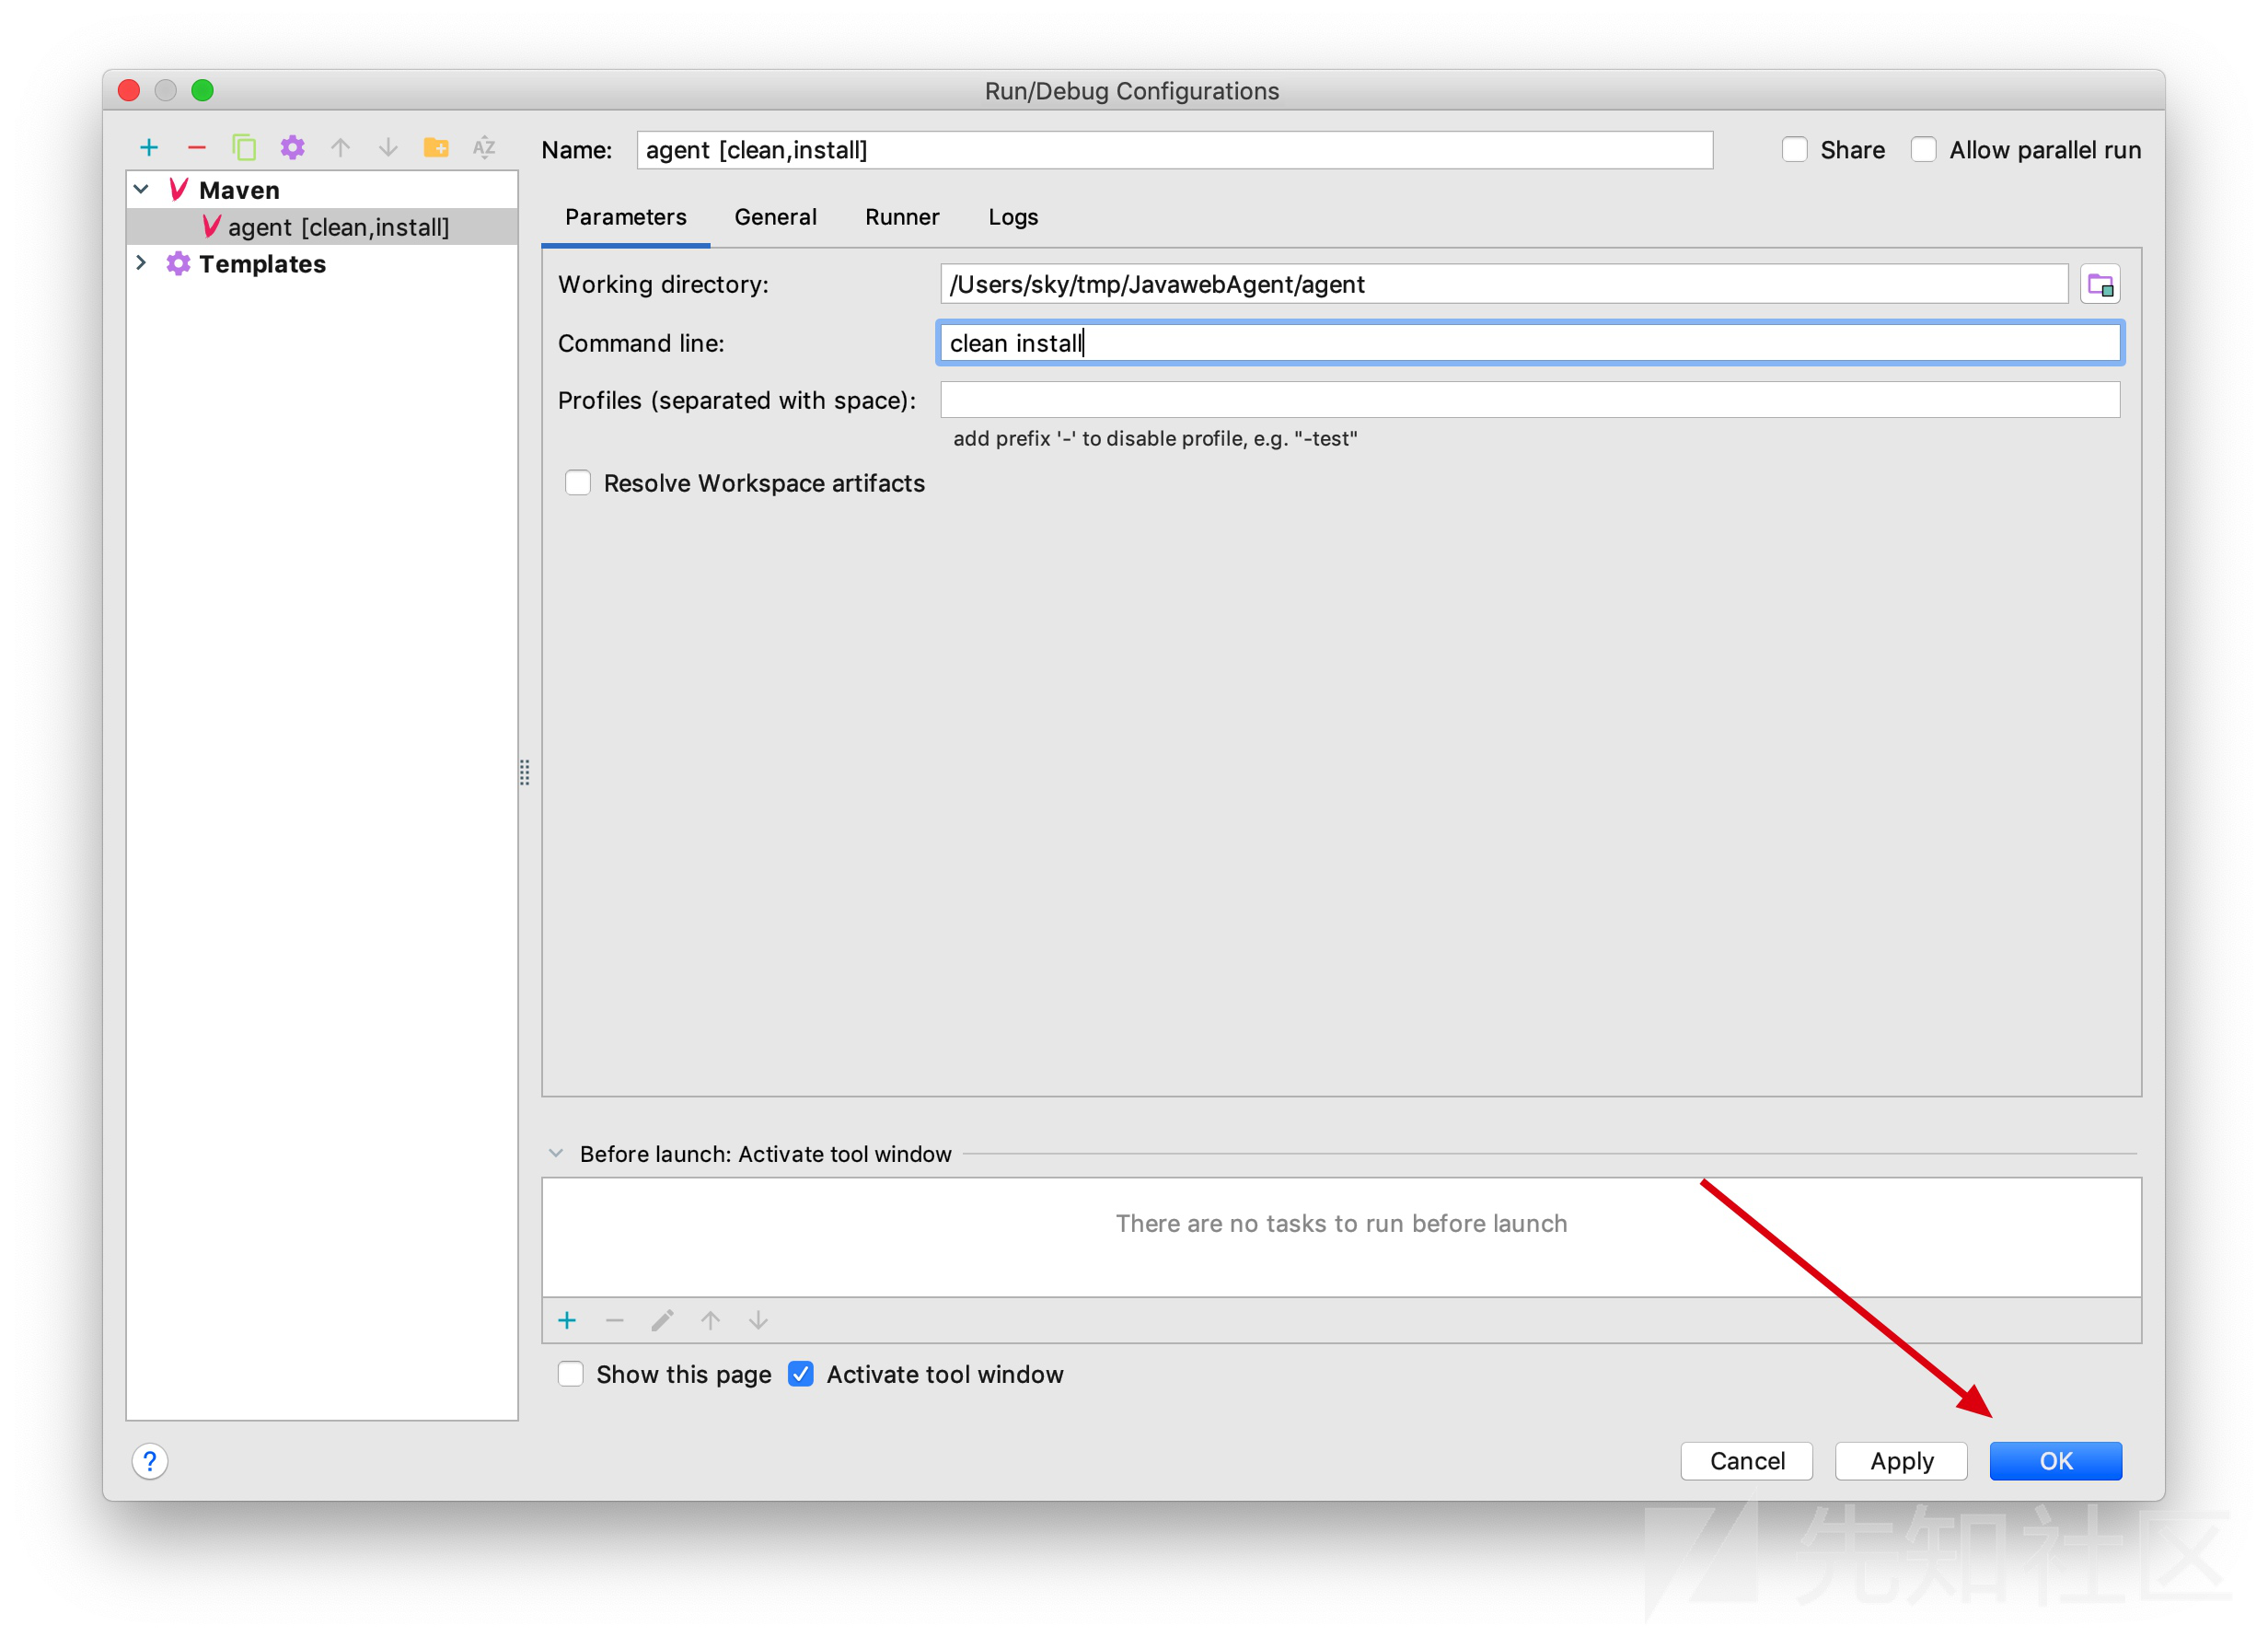 Run/Debug Configurations
Name: agent [clean,install] Share Allow parallel run
Maven
agent [clean,install]
Templates
Parameters General Runner Logs
Working directory: /Users/sky/tmp/JavawebAgent/agent
Command line: clean install
Profiles (separated with space):
add prefix '-' to disable profile, e.g. "-test"
Resolve Workspace artifacts
Before launch: Activate tool window
There are no tasks to run before launch
Show this page Activate tool window
? Cancel Apply OK
先知社区